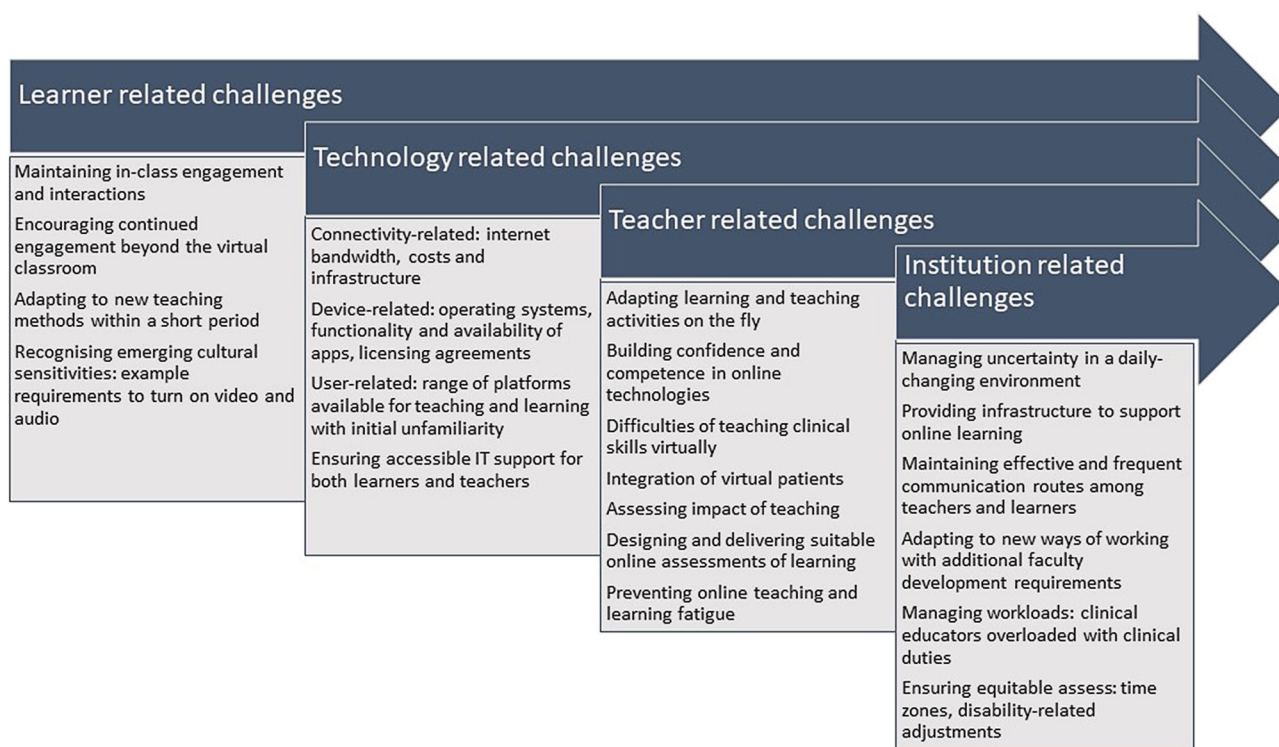 Learner related challenges
Maintaining in-class engagement
and interactions
Encouraging continued
engagement beyond the virtual
classroom
Adapting to new teaching
methods within a short period
Recognising emerging cultural
sensitivities: example
requirements to turn on video and
audio
Technology related challenges
Connectivity-related: internet
bandwidth, costs and
infrastructure
Device-related: operating systems,
functionality and availability of
apps, licensing agreements
User-related: range of platforms
available for teaching and learning
with initial unfamiliarity
Ensuring accessible IT support for
both learners and teachers
Teacher related challenges
Adapting learning and teaching
activities on the fly
Building confidence and
competence in online
technologies
Difficulties of teaching clinical
skills virtually
Integration of virtual patients
Assessing impact of teaching
Designing and delivering suitable
online assessments of learning
Preventing online teaching and
learning fatigue
Institution related
challenges
Managing uncertainty in a daily-
changing environment
Providing infrastructure to support
online learning
Maintaining effective and frequent
communication routes among
teachers and learners
Adapting to new ways of working
with additional faculty
development requirements
Managing workloads: clinical
educators overloaded with clinical
duties
Ensuring equitable assess: time
zones, disability-related
adjustments